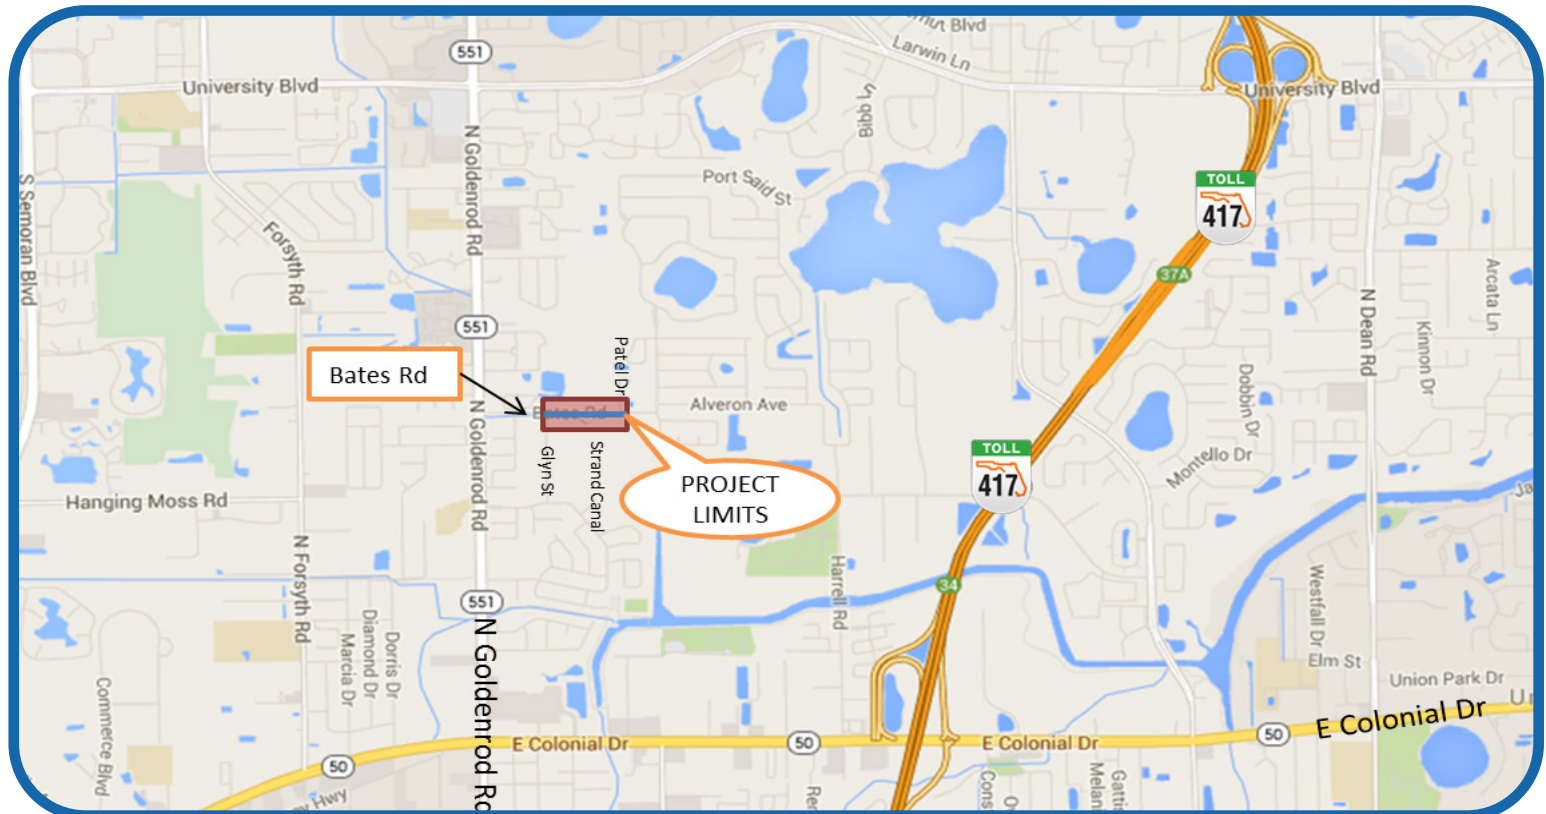 Larwin Ln
551
University Blvd
University Blvd
S Semoran Blvd
N Goldenrod Rd
Bibb L
Port Said St
TOLL
417
Forsyth Rd
37A
Arcata Ln
N Dean Rd
Kinnon Dr
551
Patel Dr
Bates Rd
Dobbin Dr
Alveron Ave
Bates Rd
N Goldenrod Rd
Glyn St
Strand Canal
TOLL
417
Montello Dr
PROJECT
LIMITS
Hanging Moss Rd
N Forsyth Rd
Harrell Rd
34
551
Westfall Dr
Marcia Dr
Diamond Dr
Dorris Dr
N Goldenrod Rd
Elm St
Union Park Dr
Commerce Blvd
E Colonial Dr
50
E Colonial Dr
50
E Colonial Dr
50
Hwy